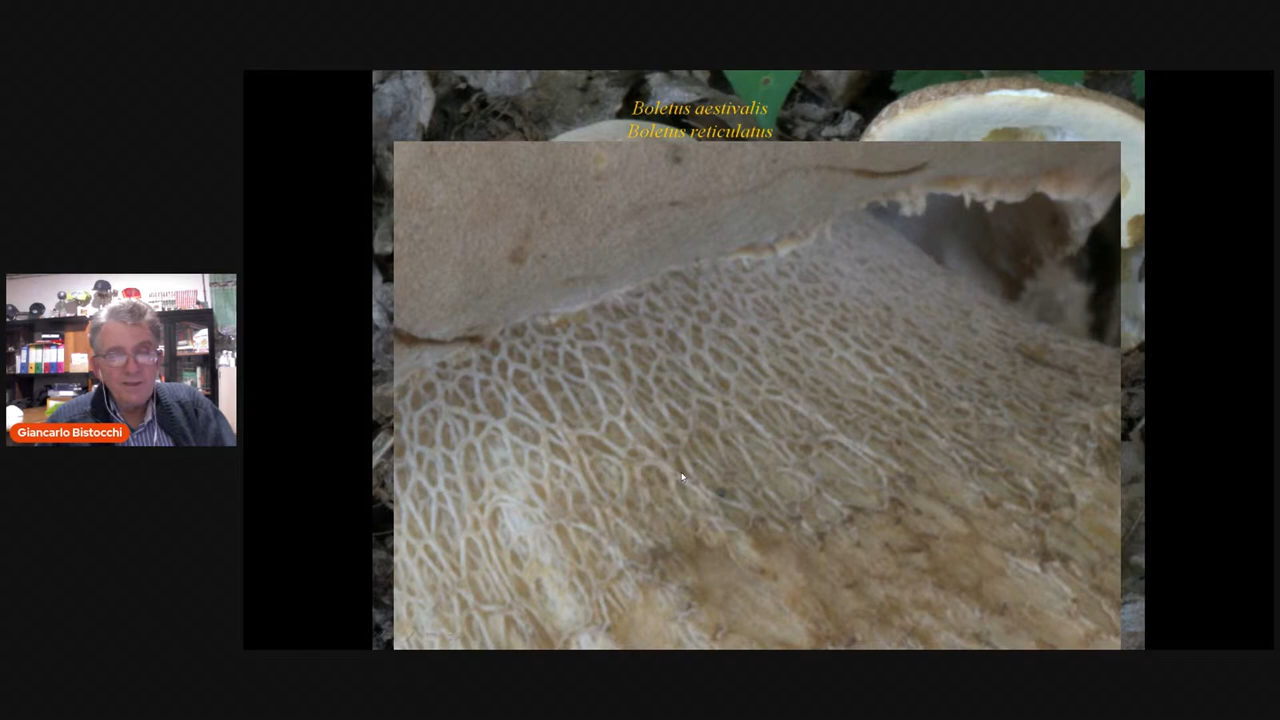 Boletus aestivalis
Boletus reticulatus
Giancarlo Bistocchi